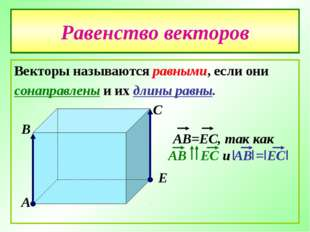 Равенство векторов
Векторы называются равными, если они
сонаправлены и их длины равны.
C
B
AB=EC, так как
AB ↑↑ EC и |AB|=|EC|
E
A